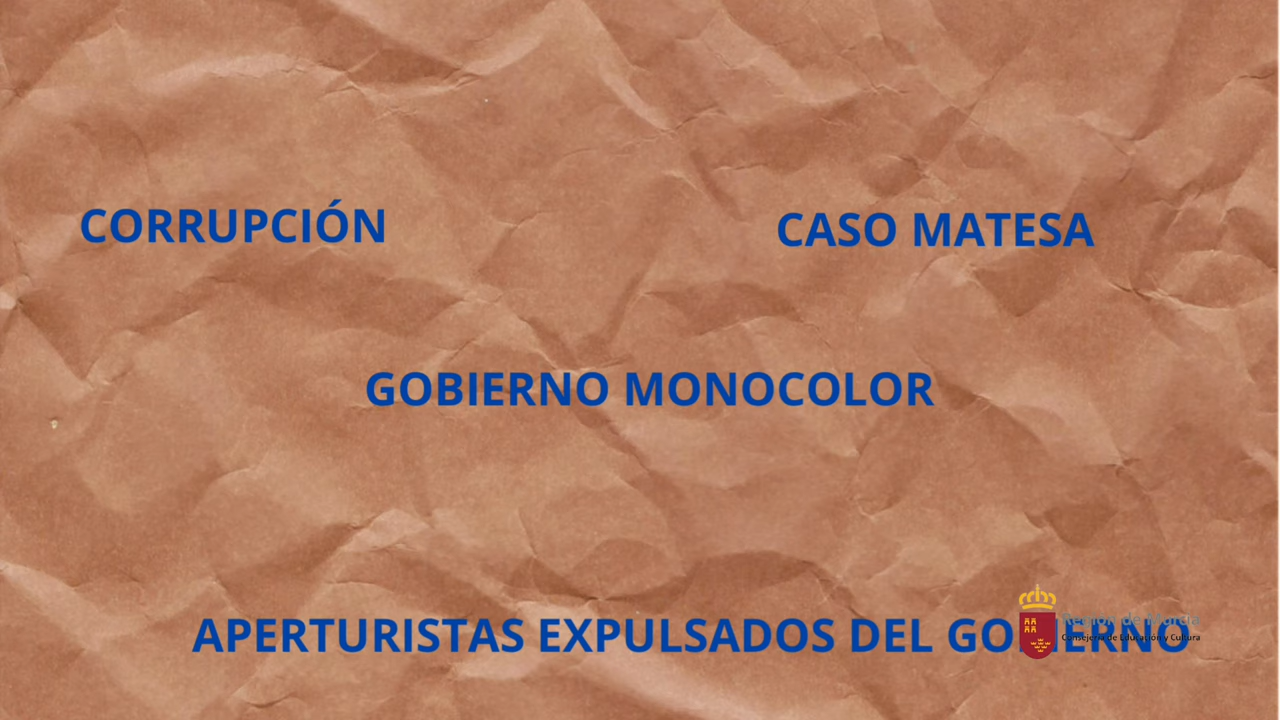 CORRUPCIÓN
CASO MATESA
GOBIERNO MONOCOLOR
APERTURISTAS EXPULSADOS DEL GOBIERNO
Región de Murcia
Consejería de Educación y Cultura